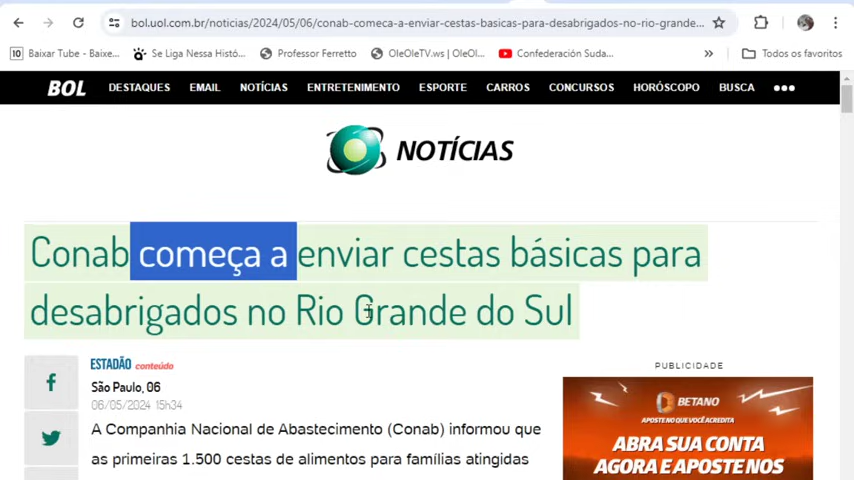 bol.uol.com.br/noticias/2024/05/06/conab-comeca-a-enviar-cestas-basicas-para-desabrigados-no-rio-grande...
10 Baixar Tube - Baixe... Se Liga Nessa Histó... Professor Ferretto OleOleTV.ws | OleOl... Confederación Suda... » Todos os favoritos
BOL DESTAQUES EMAIL NOTÍCIAS ENTRETENIMENTO ESPORTE CARROS CONCURSOS HORÓSCOPO BUSCA
NOTÍCIAS
Conab começa a enviar cestas básicas para
desabrigados no Rio Grande do Sul
ESTADÃO conteúdo
São Paulo, 06
06/05/2024 15h34
A Companhia Nacional de Abastecimento (Conab) informou que
as primeiras 1.500 cestas de alimentos para famílias atingidas
PUBLICIDADE
BETANO
APOSTE NO QUE VOCÊ ACREDITA
ABRA SUA CONTA
AGORA E APOSTE NOS